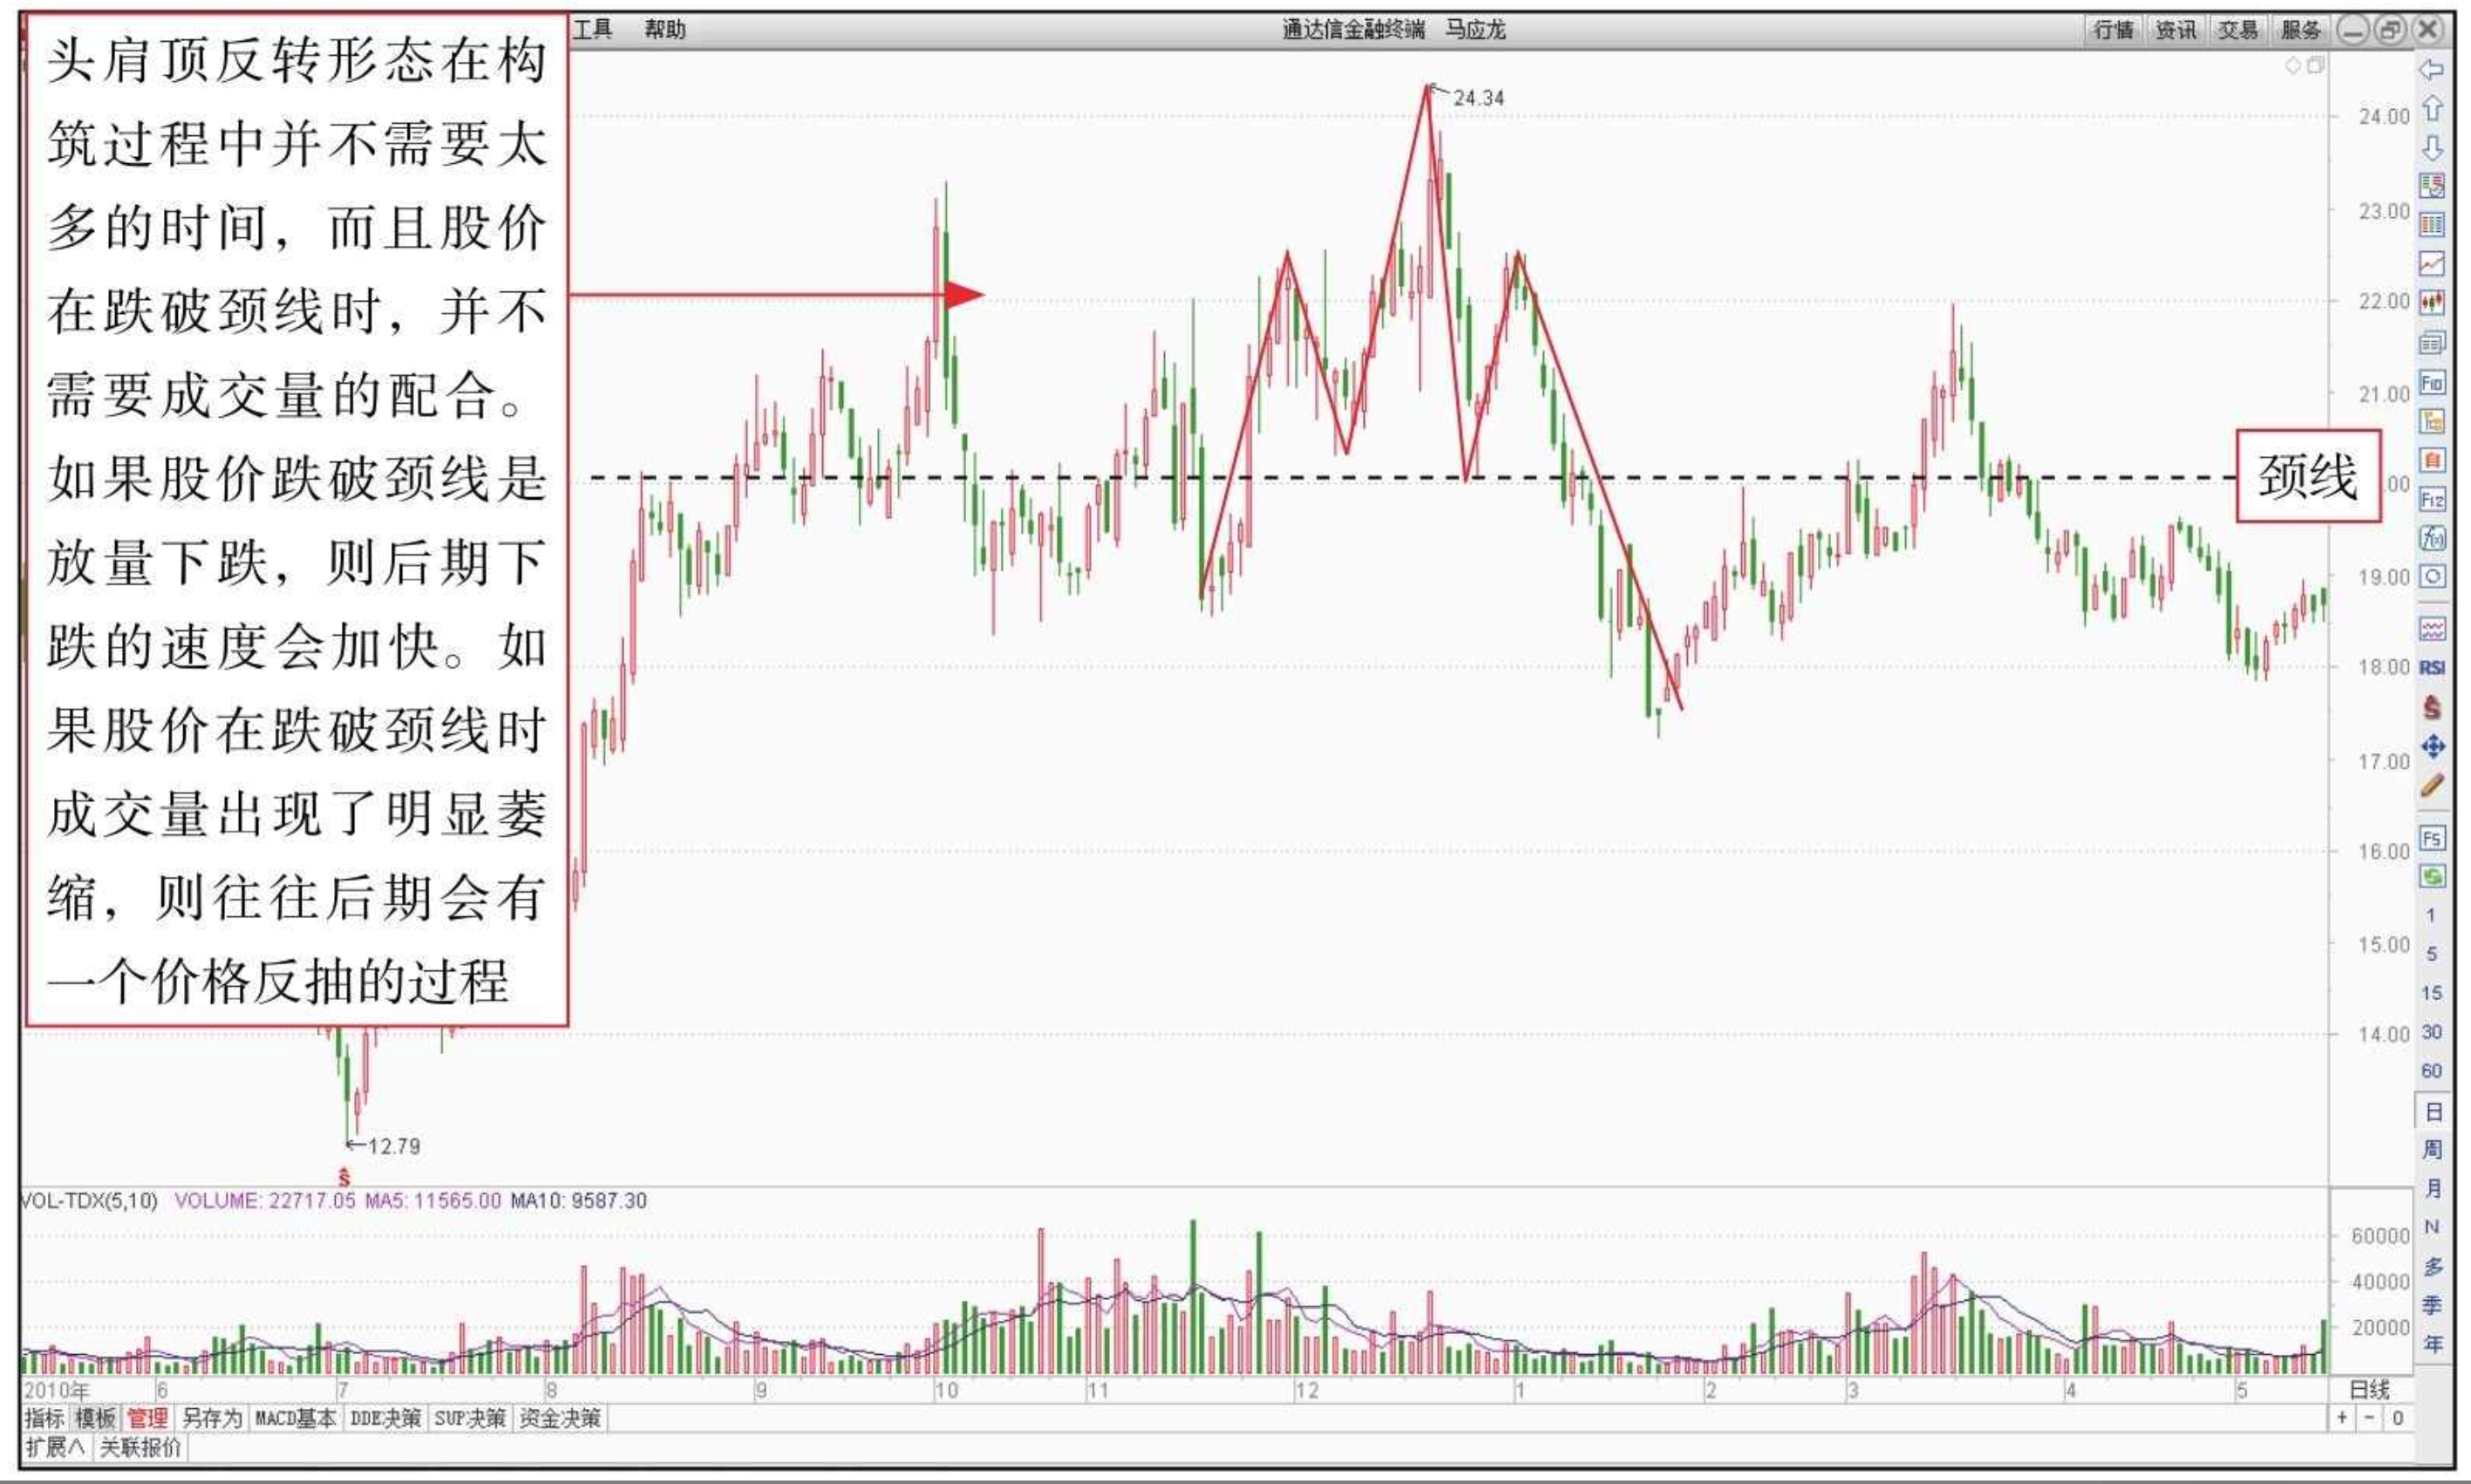 工具 帮助 通达信金融终端 马应龙 行情 资讯 交易 服务
头肩顶反转形态在构
筑过程中并不需要太
多的时间，而且股价
在跌破颈线时，并不
需要成交量的配合。
如果股价跌破颈线是
放量下跌，则后期下
跌的速度会加快。如
果股价在跌破颈线时
成交量出现了明显萎
缩，则往往后期会有
一个价格反抽的过程
24.34
颈线
12.79
Ŝ
24.00
23.00
22.00
21.00
.00
19.00
18.00
17.00
16.00
15.00
14.00
VOL-TDX(5,10) VOLUME: 22717.05 MA5: 11565.00 MA10: 9587.30
60000
40000
20000
2010年 6 7 8 9 10 11 12 1 2 3 4 5 日线
指标 模板 管理 另存为 MACD基本 DDE决策 SUP决策 资金决策 + - 0
扩展∧ 关联报价
F10
自
F12
f(x)
RSI
Ŝ
F5
1
5
15
30
60
日
周
月
N
多
季
年